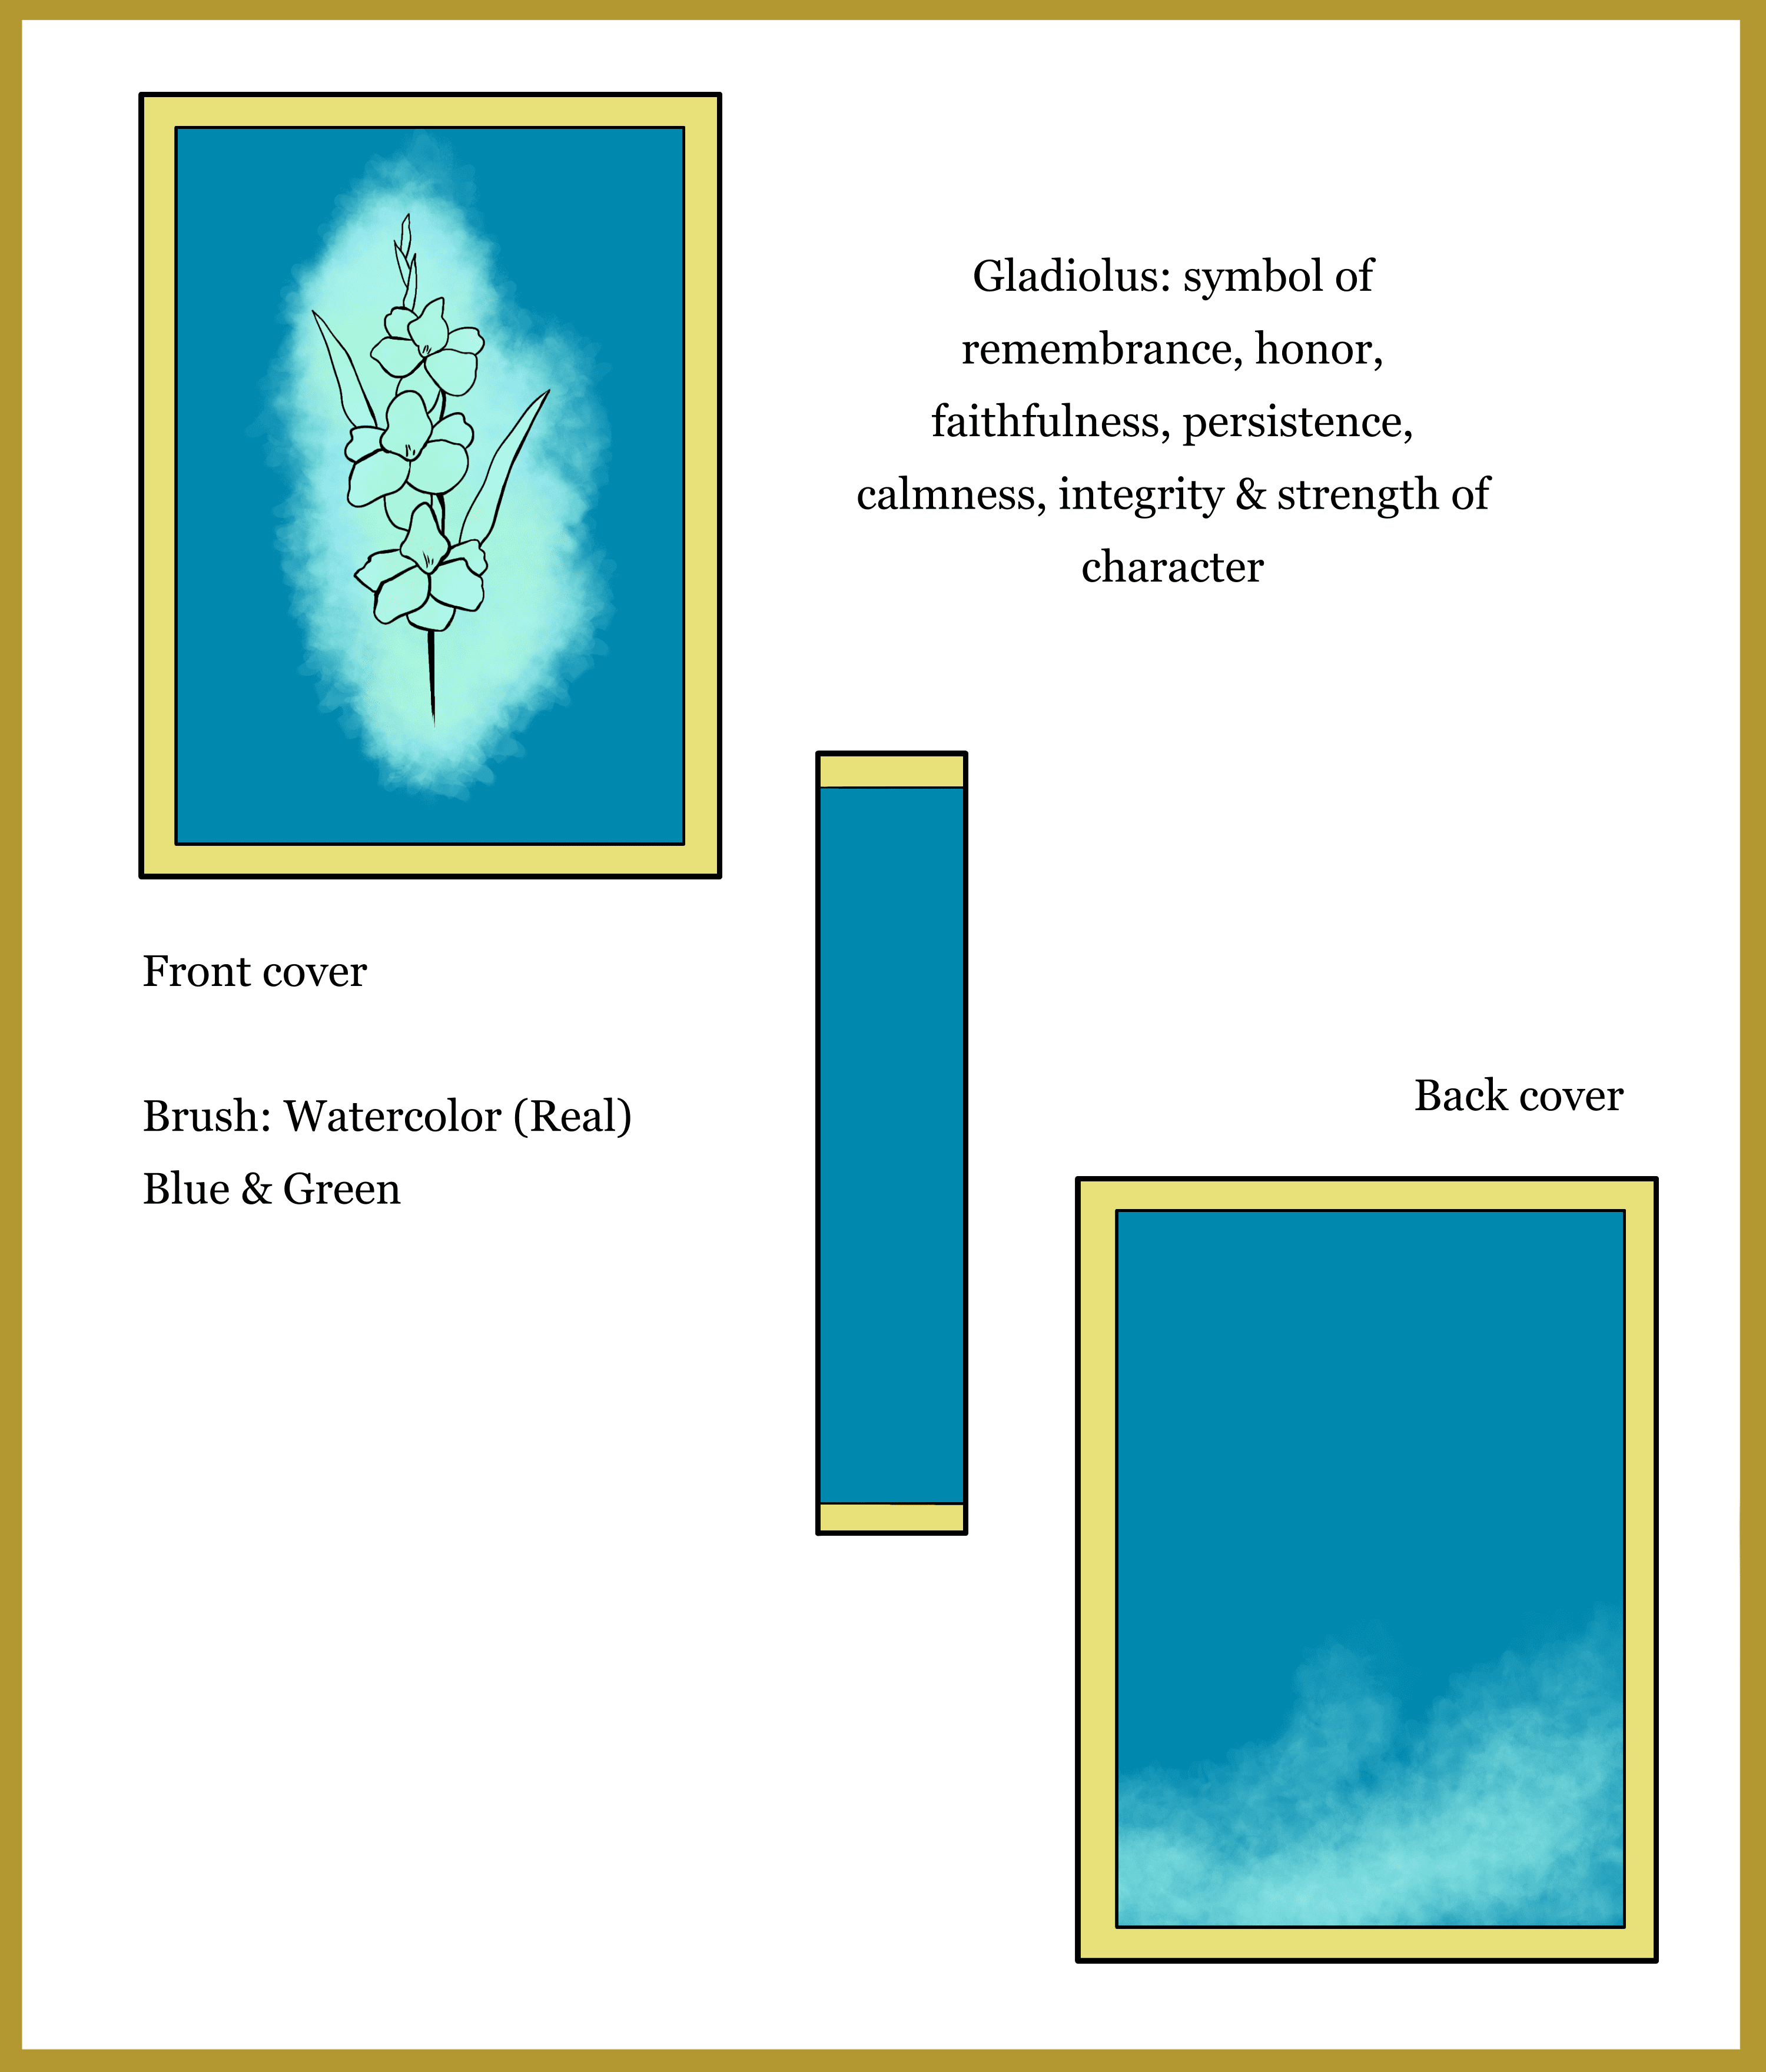 Gladiolus: symbol of
remembrance, honor,
faithfulness, persistence,
calmness, integrity & strength of
character
Front cover
Brush: Watercolor (Real)
Blue & Green
Back cover